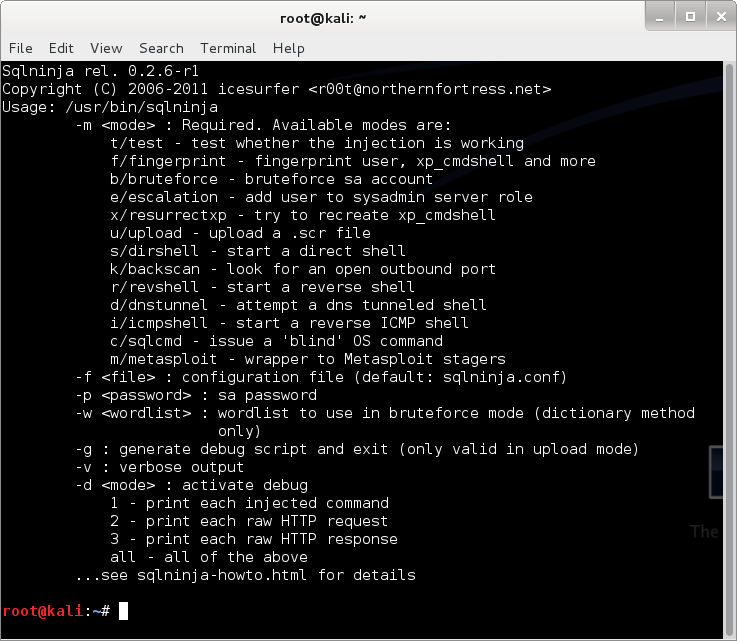 root@kali: ~
File Edit View Search Terminal Help
Sqlninja rel. 0.2.6-r1
Copyright (C) 2006-2011 icesurfer <r00t@northernfortress.net>
Usage: /usr/bin/sqlninja
-m <mode> : Required. Available modes are:
t/test - test whether the injection is working
f/fingerprint - fingerprint user, xp_cmdshell and more
b/bruteforce - bruteforce sa account
e/escalation - add user to sysadmin server role
x/resurrectxp - try to recreate xp_cmdshell
u/upload - upload a .scr file
s/dirshell - start a direct shell
k/backscan - look for an open outbound port
r/revshell - start a reverse shell
d/dnstunnel - attempt a dns tunneled shell
i/icmpshell - start a reverse ICMP shell
c/sqlcmd - issue a 'blind' OS command
m/metasploit - wrapper to Metasploit stagers
-f <file> : configuration file (default: sqlninja.conf)
-p <password> : sa password
-w <wordlist> : wordlist to use in bruteforce mode (dictionary method
only)
-g : generate debug script and exit (only valid in upload mode)
-v : verbose output
-d <mode> : activate debug
1 - print each injected command
2 - print each raw HTTP request
The
3 - print each raw HTTP response
all - all of the above
...see sqlninja-howto.html for details
root@kali:~#